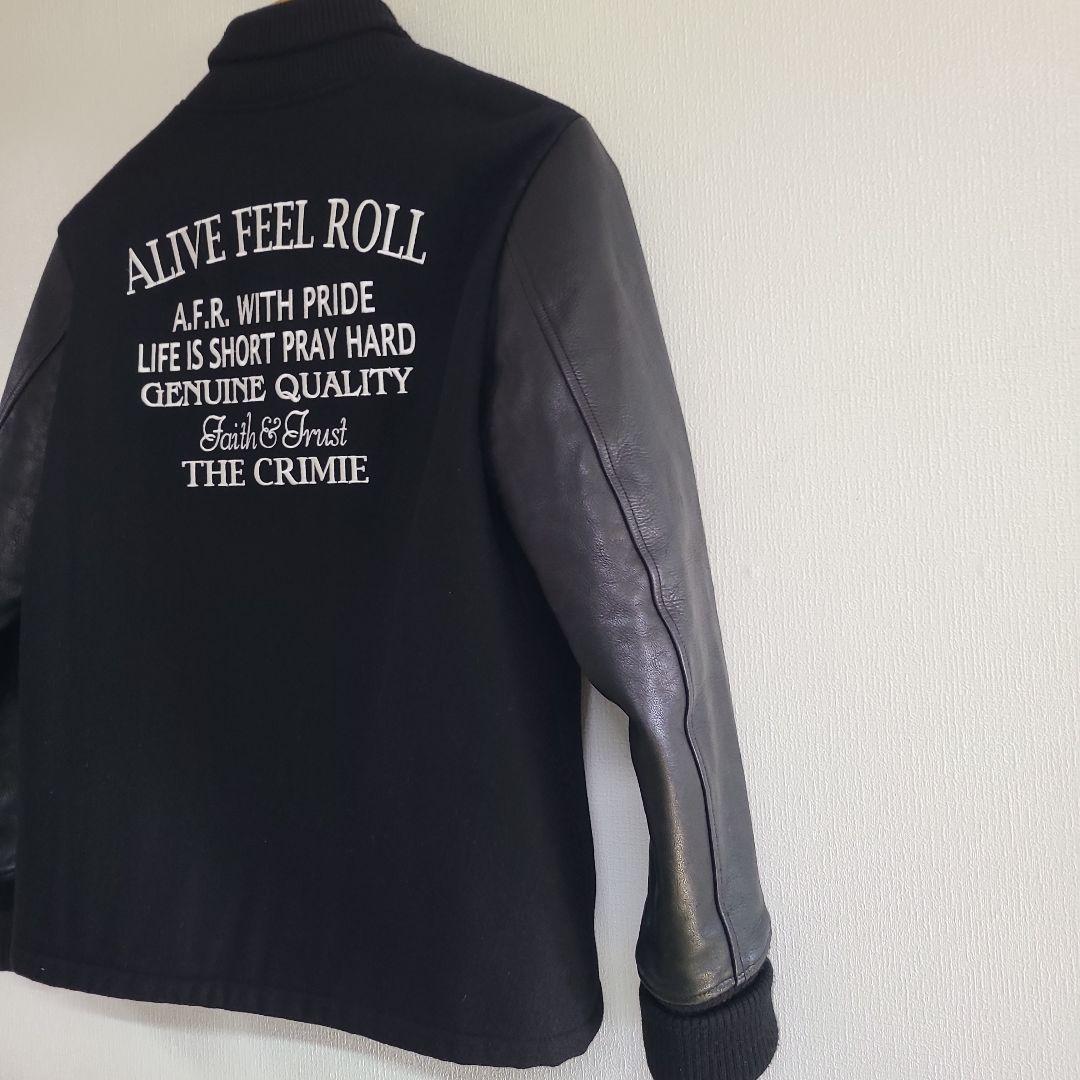 ALIVE FEEL ROLL
A.F.R. WITH PRIDE
LIFE IS SHORT PRAY HARD
GENUINE QUALITY
Faith & Trust
THE CRIMIE